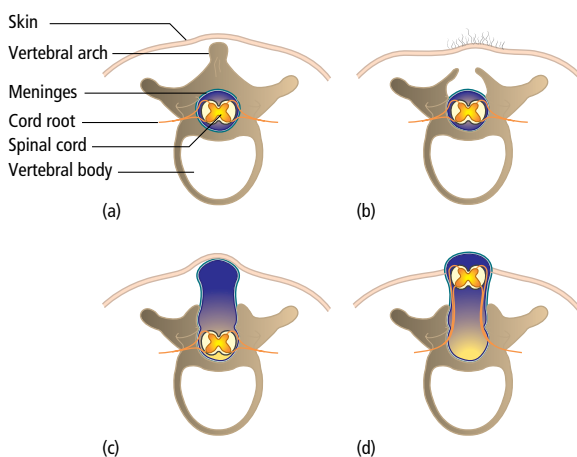 Skin
Vertebral arch
Meninges
Cord root
Spinal cord
Vertebral body
(a)
(b)
(c)
(d)